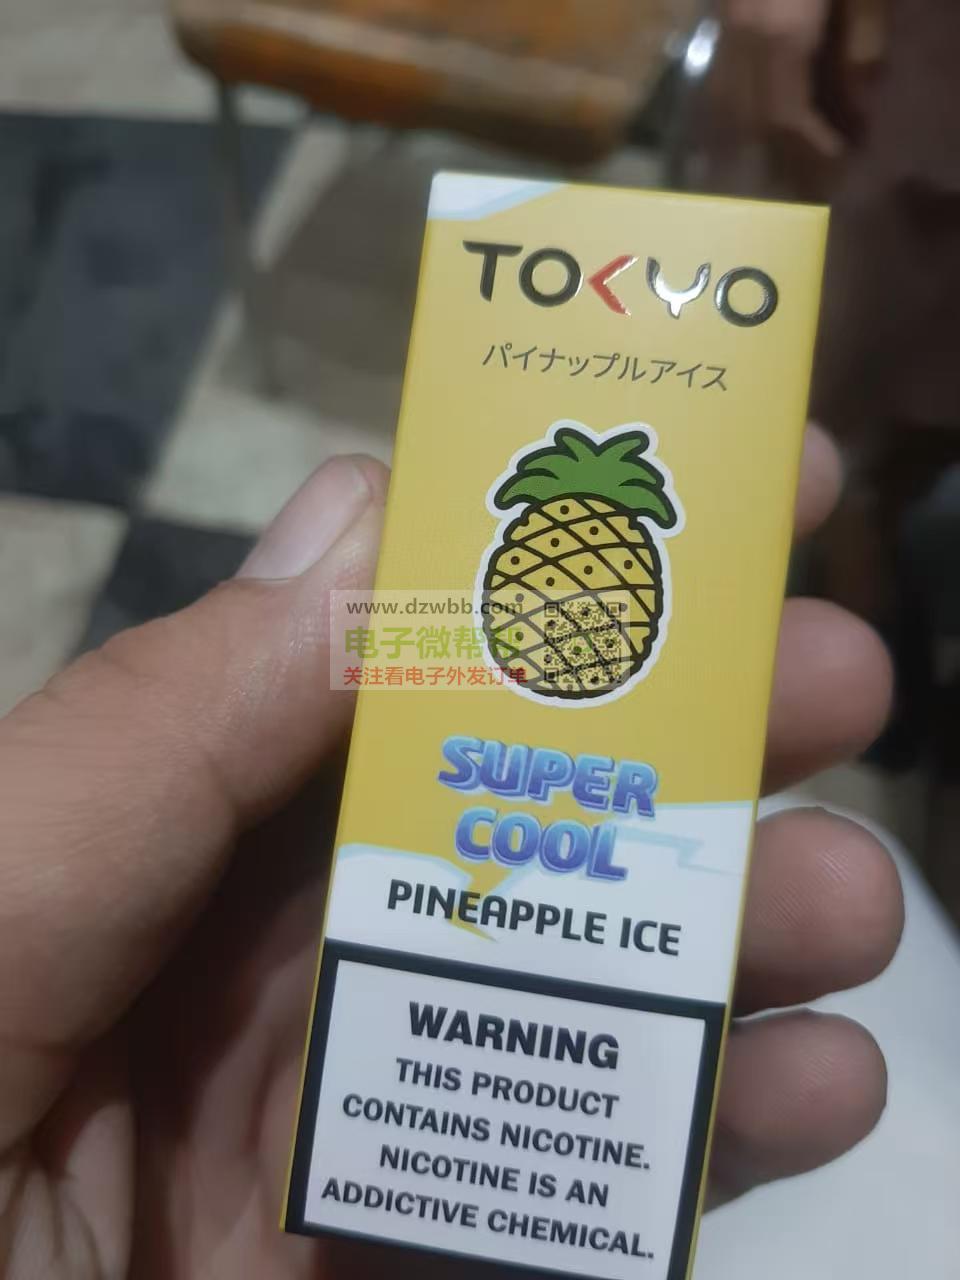 TOKYO
パイナップルアイス
www.dzwbb.com
电子微帮帮
关注看电子外发订单
SUPER
COOL
PINEAPPLE ICE
WARNING
THIS PRODUCT
CONTAINS NICOTINE.
NICOTINE IS AN
ADDICTIVE CHEMICAL.